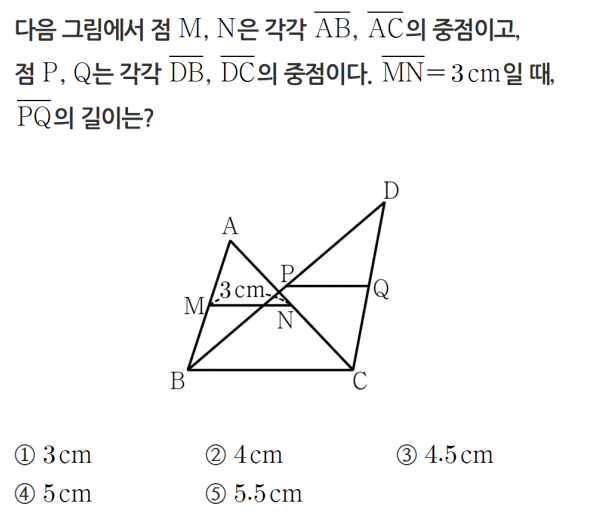 다음 그림에서 점 M, N은 각각 AB, AC의 중점이고,
점 P, Q는 각각 DB, DC의 중점이다. MN=3cm일 때,
PQ의 길이는?
D
A
P
3cm
Q
M
N
B
C
① 3cm ② 4cm ③ 4.5cm
④ 5cm ⑤ 5.5cm